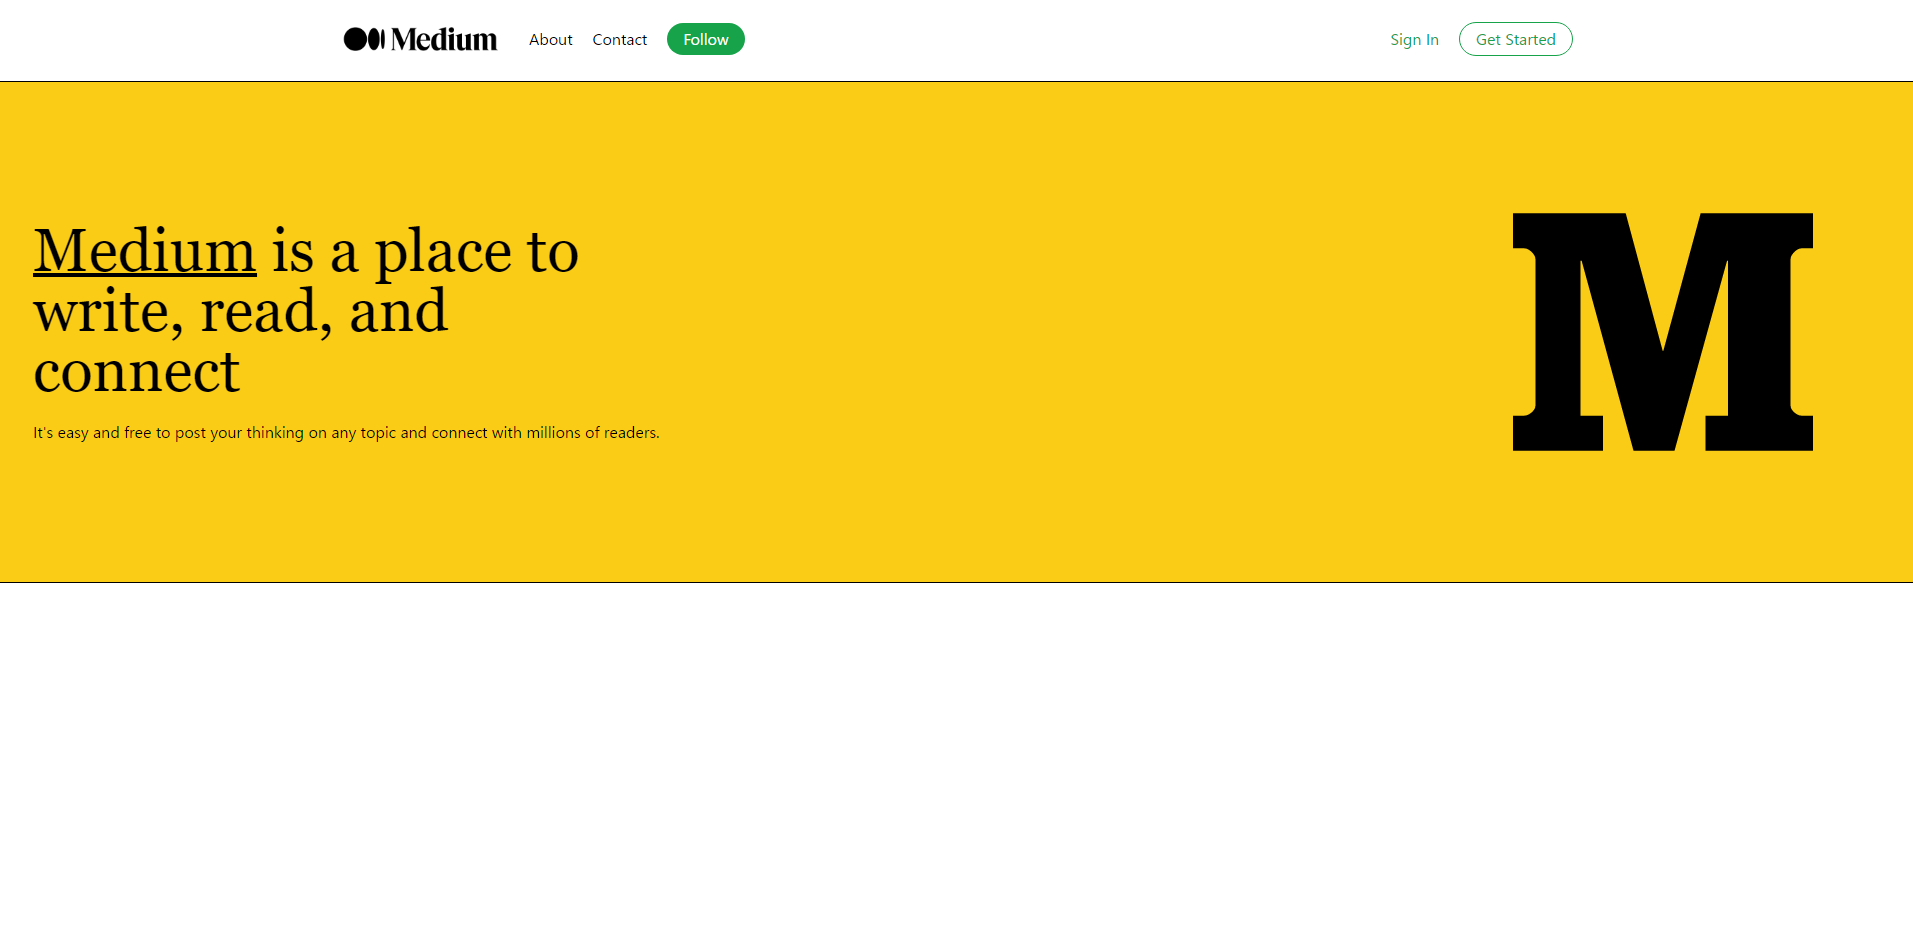 Medium About Contact Follow Sign In Get Started
Medium is a place to
write, read, and
connect
It's easy and free to post your thinking on any topic and connect with millions of readers.
M